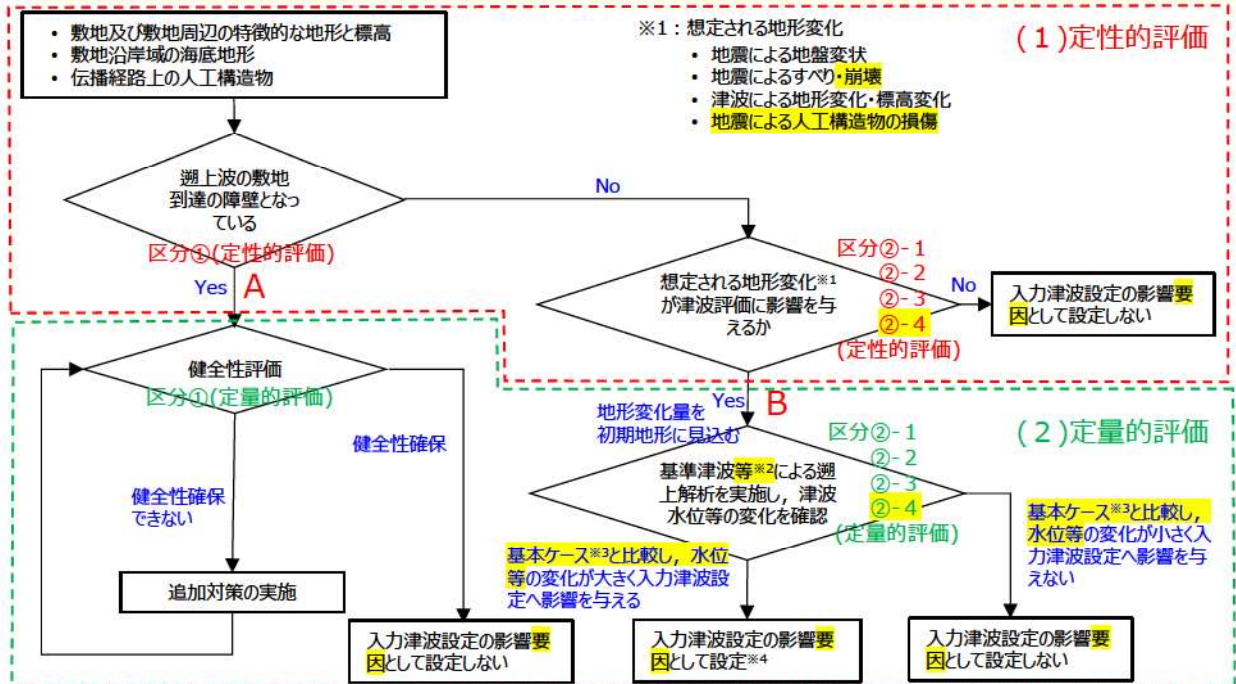 ・ 敷地及び敷地周辺の特徴的な地形と標高
・ 敷地沿岸域の海底地形
・ 伝播経路上の人工構造物
※1：想定される地形変化
・ 地震による地盤変状
・ 地震によるすべり・崩壊
・ 津波による地形変化・標高変化
・ 地震による人工構造物の損傷
(1)定性的評価
遡上波の敷地
到達の障壁となっ
ている
区分①(定性的評価)
No
Yes
A
想定される地形変化※1
が津波評価に影響を与
えるか
区分②-1
②-2
②-3
②-4
(定性的評価)
No
入力津波設定の影響要
因として設定しない
健全性評価
区分①(定量的評価)
健全性確保
健全性確保
できない
追加対策の実施
入力津波設定の影響要
因として設定しない
Yes
B
地形変化量を
初期地形に見込む
(2)定量的評価
基準津波等※2による遡
上解析を実施し，津波
水位等の変化を確認
区分②-1
②-2
②-3
②-4
(定量的評価)
基本ケース※3と比較し，水位
等の変化が大きく入力津波設
定へ影響を与える
基本ケース※3と比較し，
水位等の変化が小さく入
力津波設定へ影響を与
えない
入力津波設定の影響要
因として設定※4
入力津波設定の影響要
因として設定しない